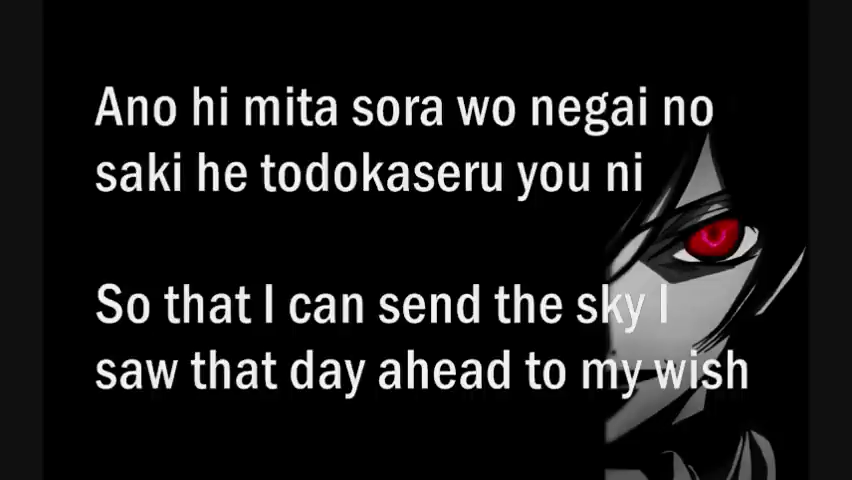 Ano hi mita sora wo negai no
saki he todokaseru you ni
So that I can send the sky I
saw that day ahead to my wish